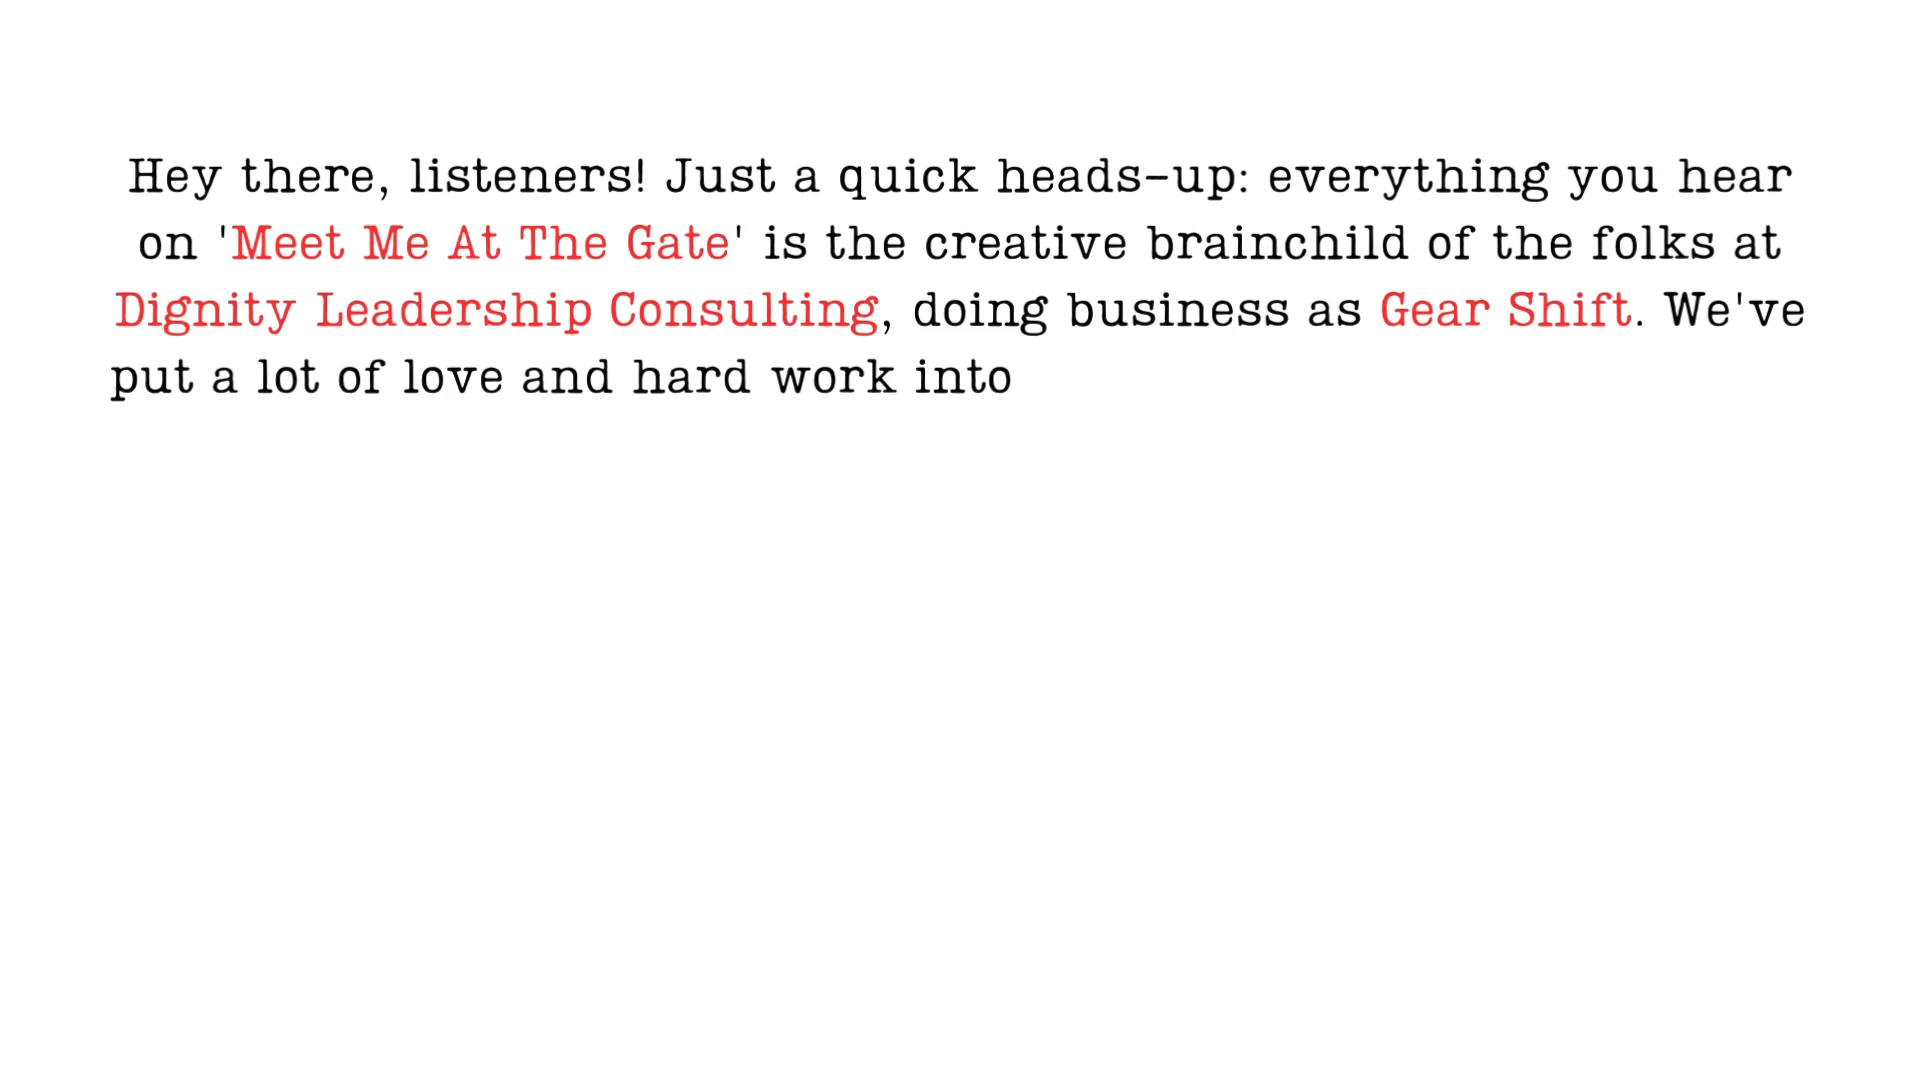 Hey there, listeners! Just a quick heads-up: everything you hear
on 'Meet Me At The Gate' is the creative brainchild of the folks at
Dignity Leadership Consulting, doing business as Gear Shift. We've
put a lot of love and hard work into